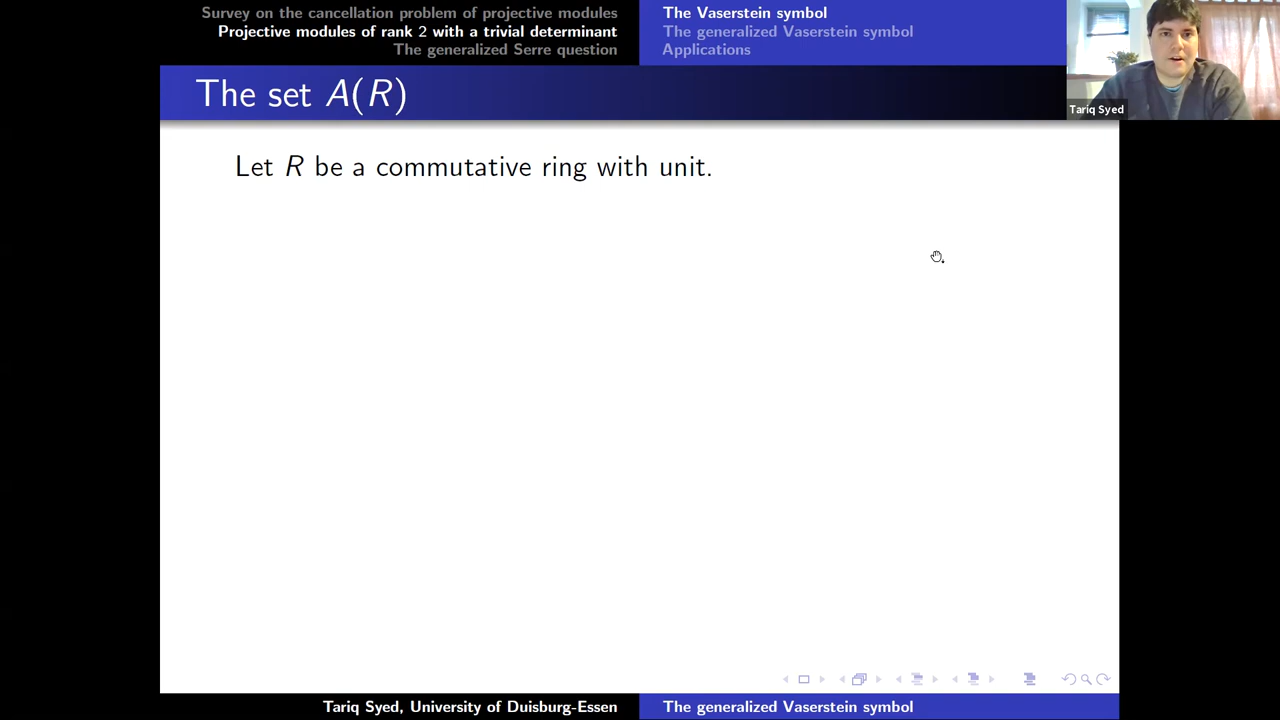 Survey on the cancellation problem of projective modules
Projective modules of rank 2 with a trivial determinant
The generalized Serre question
The Vaserstein symbol
The generalized Vaserstein symbol
Applications
Tariq Syed
The set A(R)
Let R be a commutative ring with unit.
Tariq Syed, University of Duisburg-Essen
The generalized Vaserstein symbol